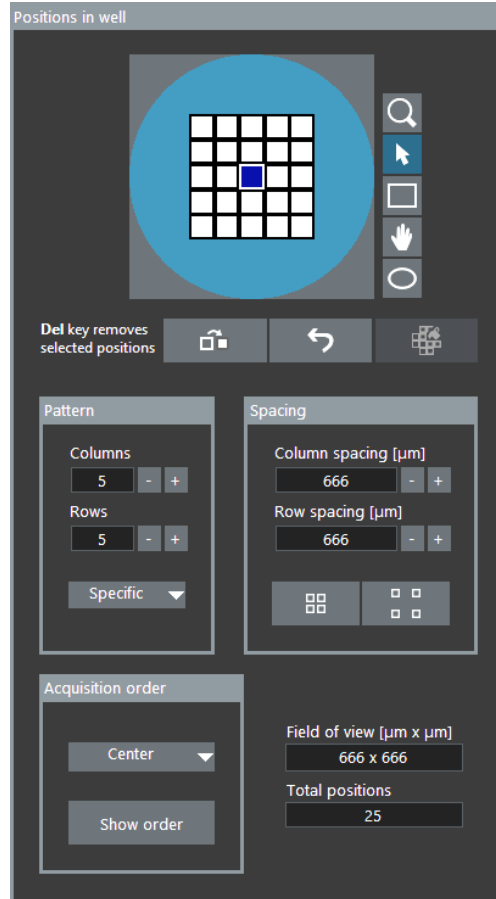 Positions in well
Del key removes
selected positions
Pattern
Columns
5 - +
Rows
5 - +
Specific
Spacing
Column spacing [µm]
666 - +
Row spacing [µm]
666 - +
Acquisition order
Center
Show order
Field of view [µm x µm]
666 x 666
Total positions
25